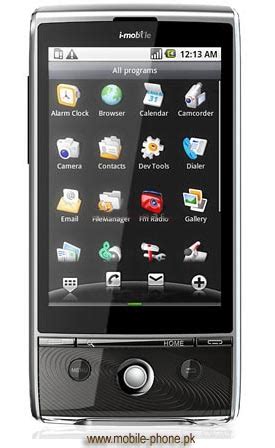 i-mobile
12:13 AM
All programs
Alarm Clock Browser Calendar Camcorder
Camera Contacts Dev Tools Dialer
Email FileManager Fm Radio Gallery
HOME
MENU
www.mobile-phone.pk